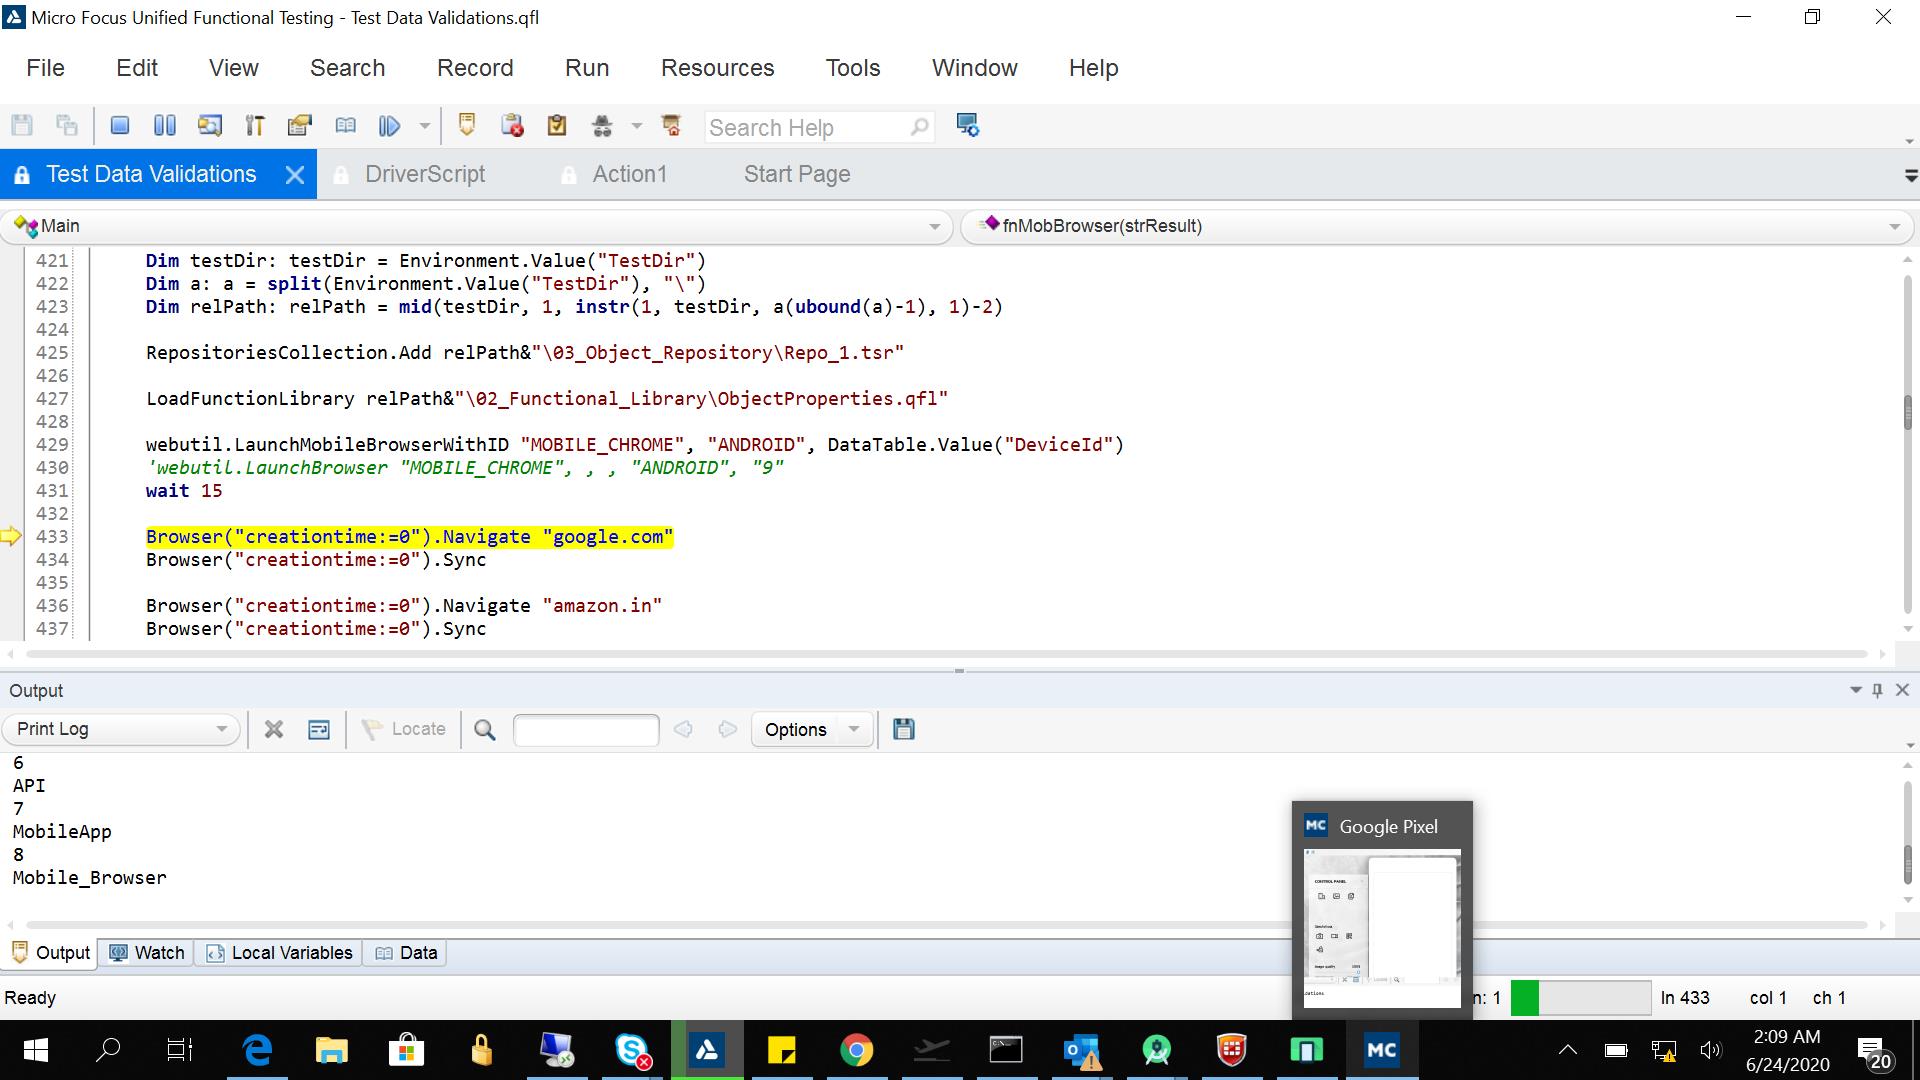 Micro Focus Unified Functional Testing - Test Data Validations.qfl
File Edit View Search Record Run Resources Tools Window Help
Search Help
Test Data Validations DriverScript Action1 Start Page
Main fnMobBrowser(strResult)
421 Dim testDir: testDir = Environment.Value("TestDir")
422 Dim a: a = split(Environment.Value("TestDir"), "\")
423 Dim relPath: relPath = mid(testDir, 1, instr(1, testDir, a(ubound(a)-1), 1)-2)
424
425 RepositoriesCollection.Add relPath&"\03_Object_Repository\Repo_1.tsr"
426
427 LoadFunctionLibrary relPath&"\02_Functional_Library\ObjectProperties.qfl"
428
429 webutil.LaunchMobileBrowserWithID "MOBILE_CHROME", "ANDROID", DataTable.Value("DeviceId")
430 'webutil.LaunchBrowser "MOBILE_CHROME", , , "ANDROID", "9"
431 wait 15
432
433 Browser("creationtime:=0").Navigate "google.com"
434 Browser("creationtime:=0").Sync
435
436 Browser("creationtime:=0").Navigate "amazon.in"
437 Browser("creationtime:=0").Sync
Output
Print Log Locate Options
6
API
7
MobileApp
8
Mobile_Browser
MC Google Pixel
CONTROL PANEL
Output Watch Local Variables Data
Ready n: 1 ln 433 col 1 ch 1
MC
2:09 AM
6/24/2020
20